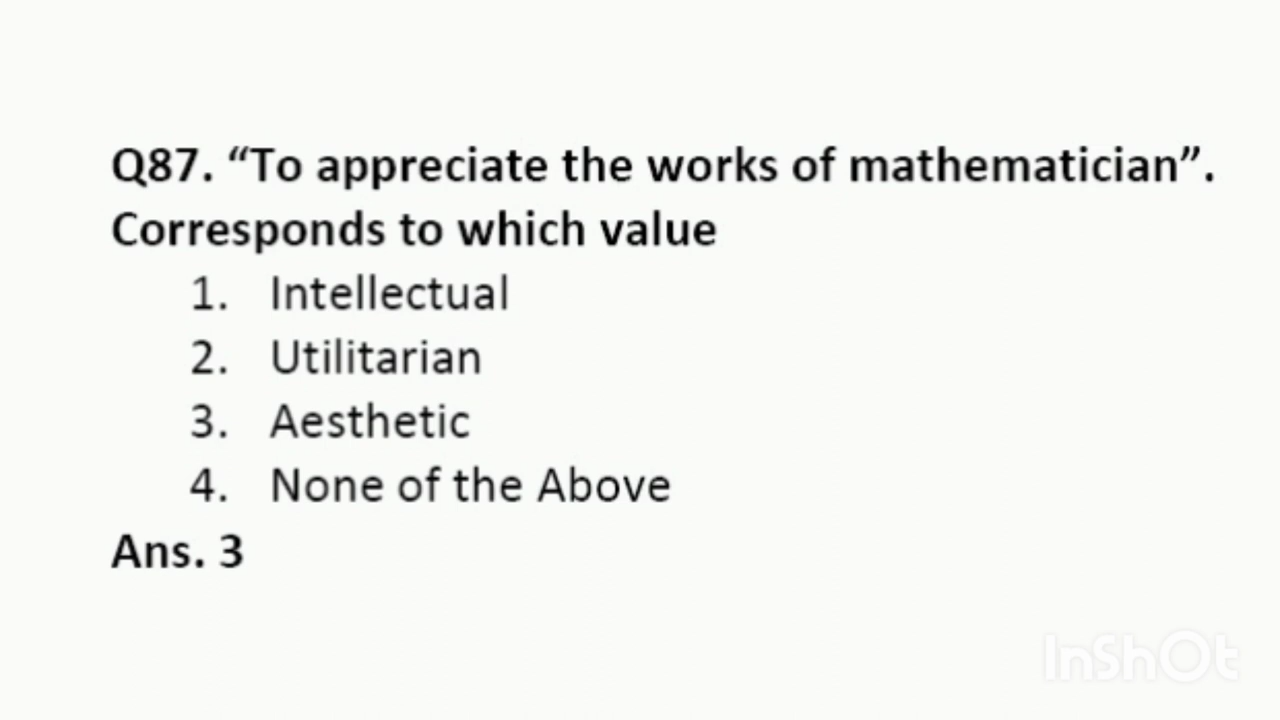 Q87. “To appreciate the works of mathematician”.
Corresponds to which value
1. Intellectual
2. Utilitarian
3. Aesthetic
4. None of the Above
Ans. 3
InShOt